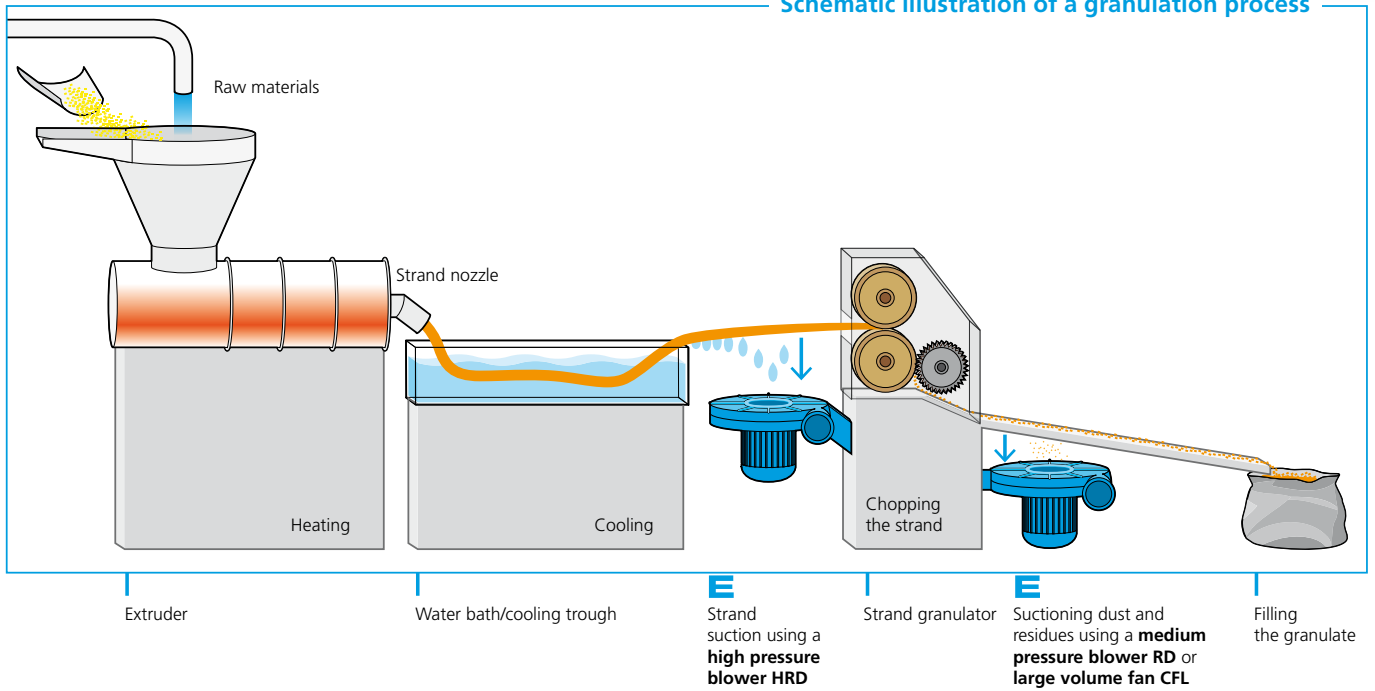 Schematic illustration of a granulation process
Raw materials
Strand nozzle
Heating
Cooling
Chopping
the strand
Extruder
Water bath/cooling trough
E
Strand
suction using a
high pressure
blower HRD
Strand granulator
E
Suctioning dust and
residues using a medium
pressure blower RD or
large volume fan CFL
Filling
the granulate